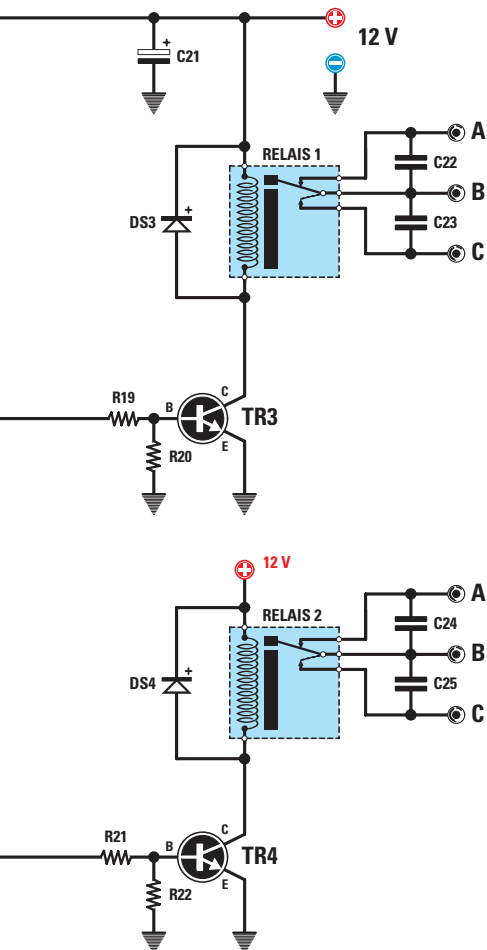 12 V
+
C21
A
RELAIS 1
C22
B
+
DS3
C23
C
R19
C
B
TR3
E
R20
12 V
A
RELAIS 2
C24
B
+
DS4
C25
C
R21
C
B
TR4
E
R22